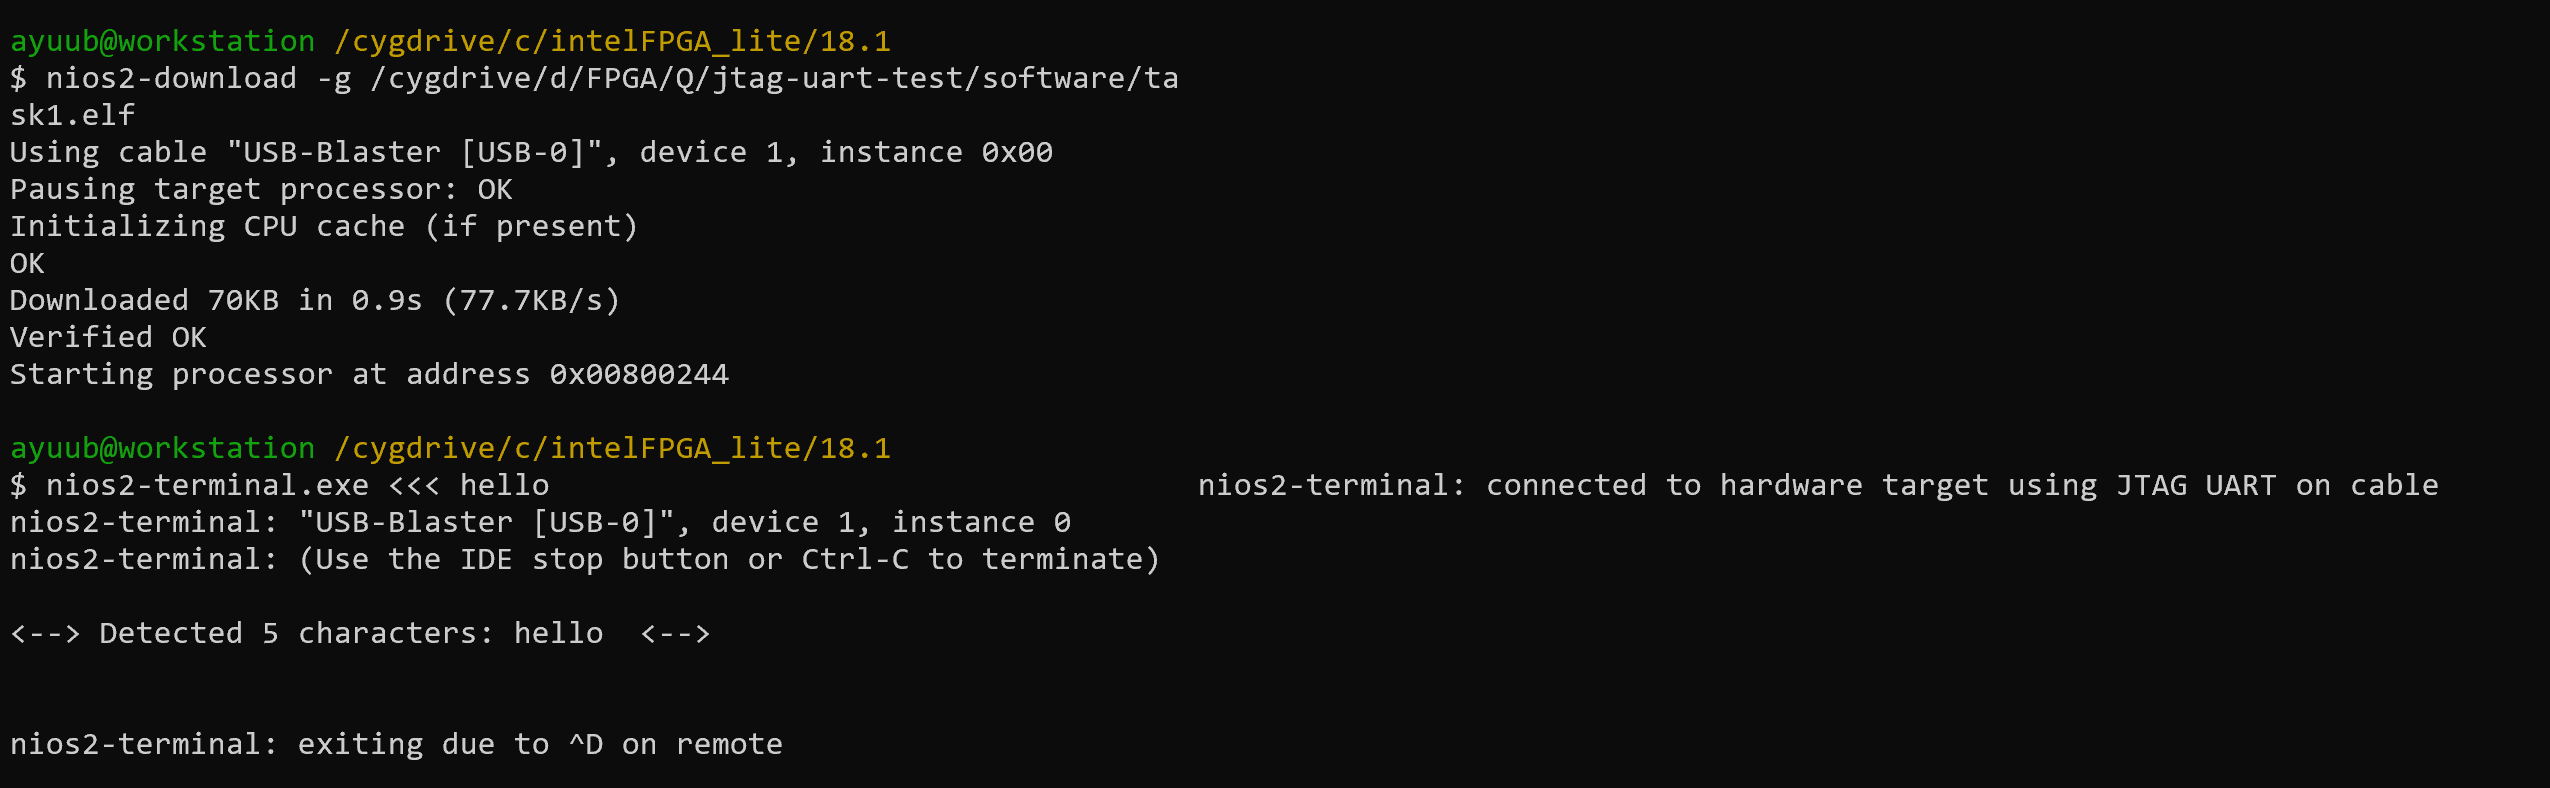 ayuub@workstation /cygdrive/c/intelFPGA_lite/18.1
$ nios2-download -g /cygdrive/d/FPGA/Q/jtag-uart-test/software/ta
sk1.elf
Using cable "USB-Blaster [USB-0]", device 1, instance 0x00
Pausing target processor: OK
Initializing CPU cache (if present)
OK
Downloaded 70KB in 0.9s (77.7KB/s)
Verified OK
Starting processor at address 0x00800244
ayuub@workstation /cygdrive/c/intelFPGA_lite/18.1
$ nios2-terminal.exe <<< hello nios2-terminal: connected to hardware target using JTAG UART on cable
nios2-terminal: "USB-Blaster [USB-0]", device 1, instance 0
nios2-terminal: (Use the IDE stop button or Ctrl-C to terminate)
<--> Detected 5 characters: hello  <-->
nios2-terminal: exiting due to ^D on remote